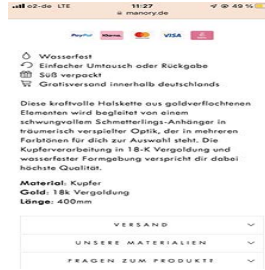 o2-de LTE 11:27 49 %
manory.de
PayPal Klarna. VISA
Wasserfest
Einfacher Umtausch oder Rückgabe
Süß verpackt
Gratisversand innerhalb deutschlands
Diese kraftvolle Halskette aus goldverflochtenen
Elementen wird begleitet von einem
schwungvollem Schmetterlings-Anhänger in
träumerisch verspielter Optik, der in mehreren
Farbtönen für dich zur Auswahl steht. Die
Kupferverarbeitung in 18-K Vergoldung und
wasserfester Formgebung verspricht dir dabei
höchste Qualität.
Material: Kupfer
Gold: 18k Vergoldung
Länge: 400mm
VERSAND
UNSERE MATERIALIEN
FRAGEN ZUM PRODUKT?